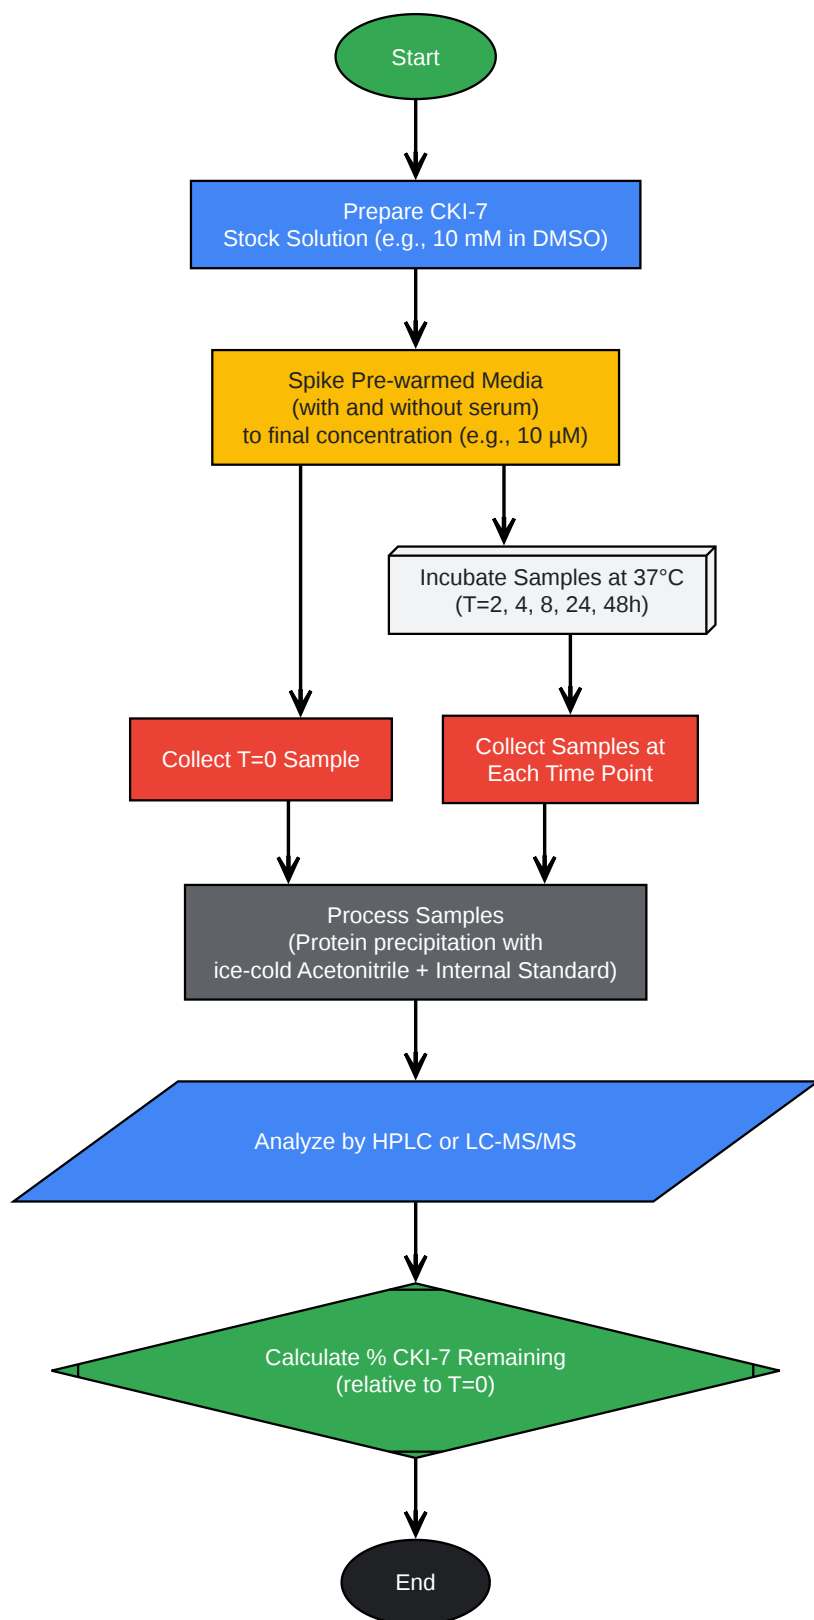 Start
Prepare CKI-7
Stock Solution (e.g., 10 mM in DMSO)
Spike Pre-warmed Media
(with and without serum)
to final concentration (e.g., 10 µM)
Incubate Samples at 37°C
(T=2, 4, 8, 24, 48h)
Collect T=0 Sample
Collect Samples at
Each Time Point
Process Samples
(Protein precipitation with
ice-cold Acetonitrile + Internal Standard)
Analyze by HPLC or LC-MS/MS
Calculate % CKI-7 Remaining
(relative to T=0)
End